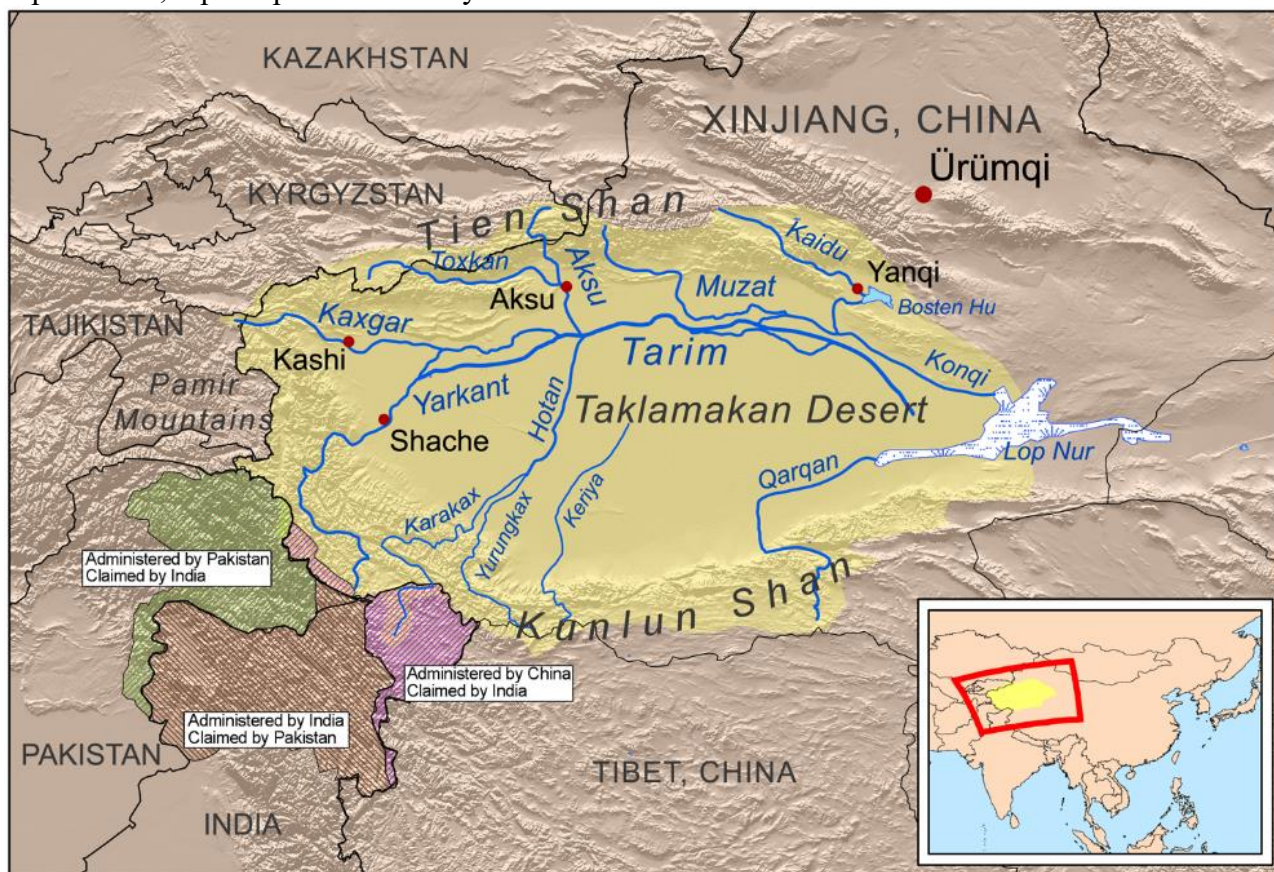 KAZAKHSTAN
XINJIANG, CHINA
Ürümqi
KYRGYZSTAN
Tien Shan
Kaidu
Toxkan
Aksu
Yanqi
Aksu
Muzat
Bosten Hu
TAJIKISTAN
Kaxgar
Kashi
Tarim
Konqi
Pamir
Mountains
Yarkant
Hotan
Taklamakan Desert
Shache
Lop Nur
Qarqan
Karakax
Yurungkax
Keriya
Administered by Pakistan
Claimed by India
Kunlun Shan
Administered by China
Claimed by India
Administered by India
Claimed by Pakistan
PAKISTAN
TIBET, CHINA
INDIA